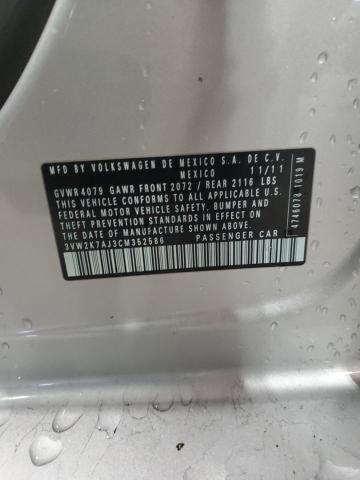 MFD BY VOLKSWAGEN DE MEXICO S.A. DE C.V.
MEXICO 11/11
GVWR 4079 GAWR FRONT 2072 / REAR 2116 LBS
THIS VEHICLE CONFORMS TO ALL APPLICABLE U.S.
FEDERAL MOTOR VEHICLE SAFETY, BUMPER AND
THEFT PREVENTION STANDARDS IN EFFECT ON
THE DATE OF MANUFACTURE SHOWN ABOVE.
3VW2K7AJ3CM352586 PASSENGER CAR
4746078 1019 M